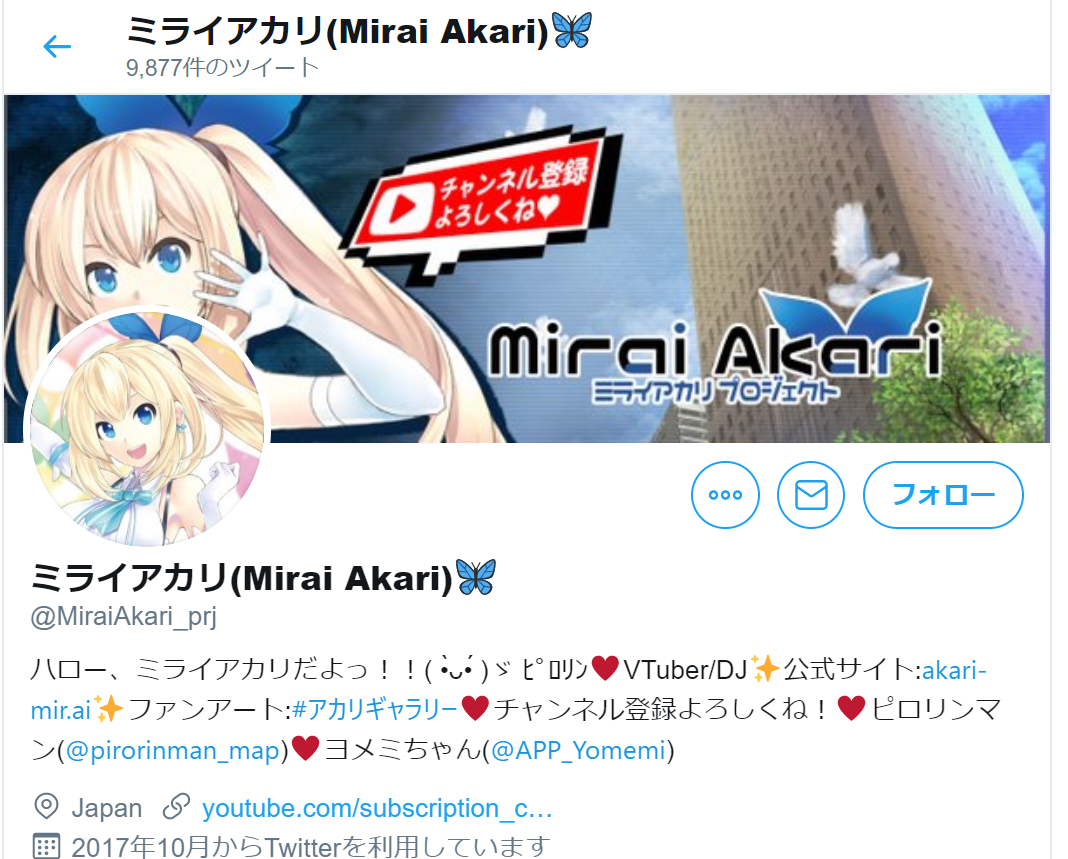 ミライアカリ(Mirai Akari)🦋
9,877件のツイート
チャンネル登録
よろしくね♥
Mirai Akari
ミライアカリ プロジェクト
フォロー
ミライアカリ(Mirai Akari)🦋
@MiraiAkari_prj
ハロー、ミライアカリだよっ！！( •̀ᴗ•́ )ゞ ﾋﾟﾛﾘﾝ♥VTuber/DJ✨公式サイト:akari-
mir.ai✨ファンアート:#アカリギャラリー♥チャンネル登録よろしくね！♥ピロリンマ
ン(@pirorinman_map)♥ヨメミちゃん(@APP_Yomemi)
Japan youtube.com/subscription_c…
2017年10月からTwitterを利用しています